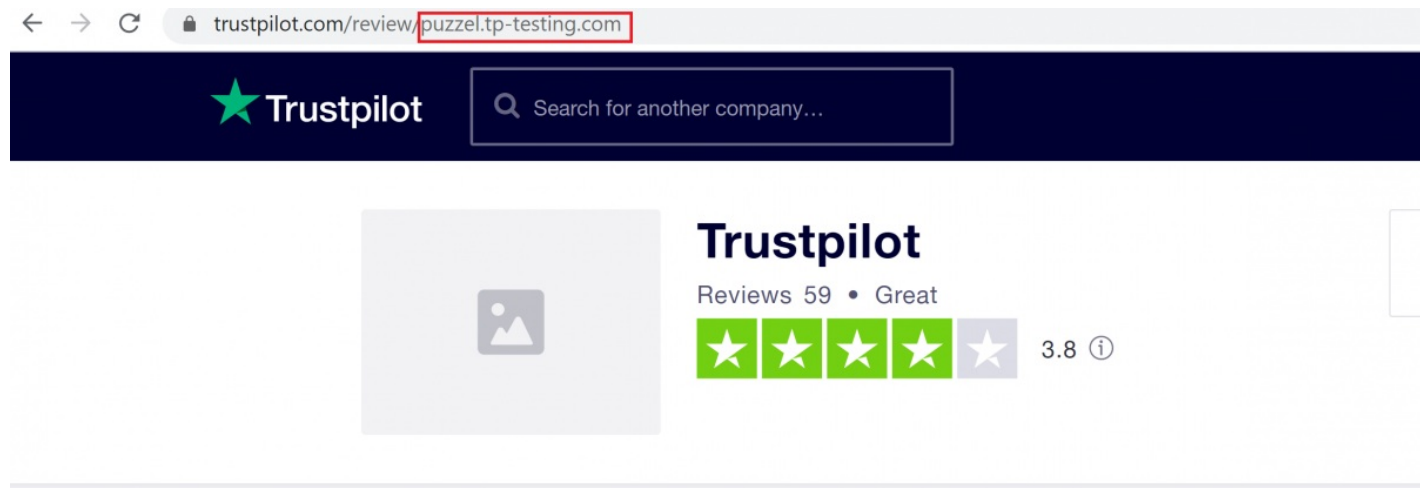 trustpilot.com/review/puzzel.tp-testing.com
Trustpilot
Search for another company...
Trustpilot
Reviews 59 • Great
3.8